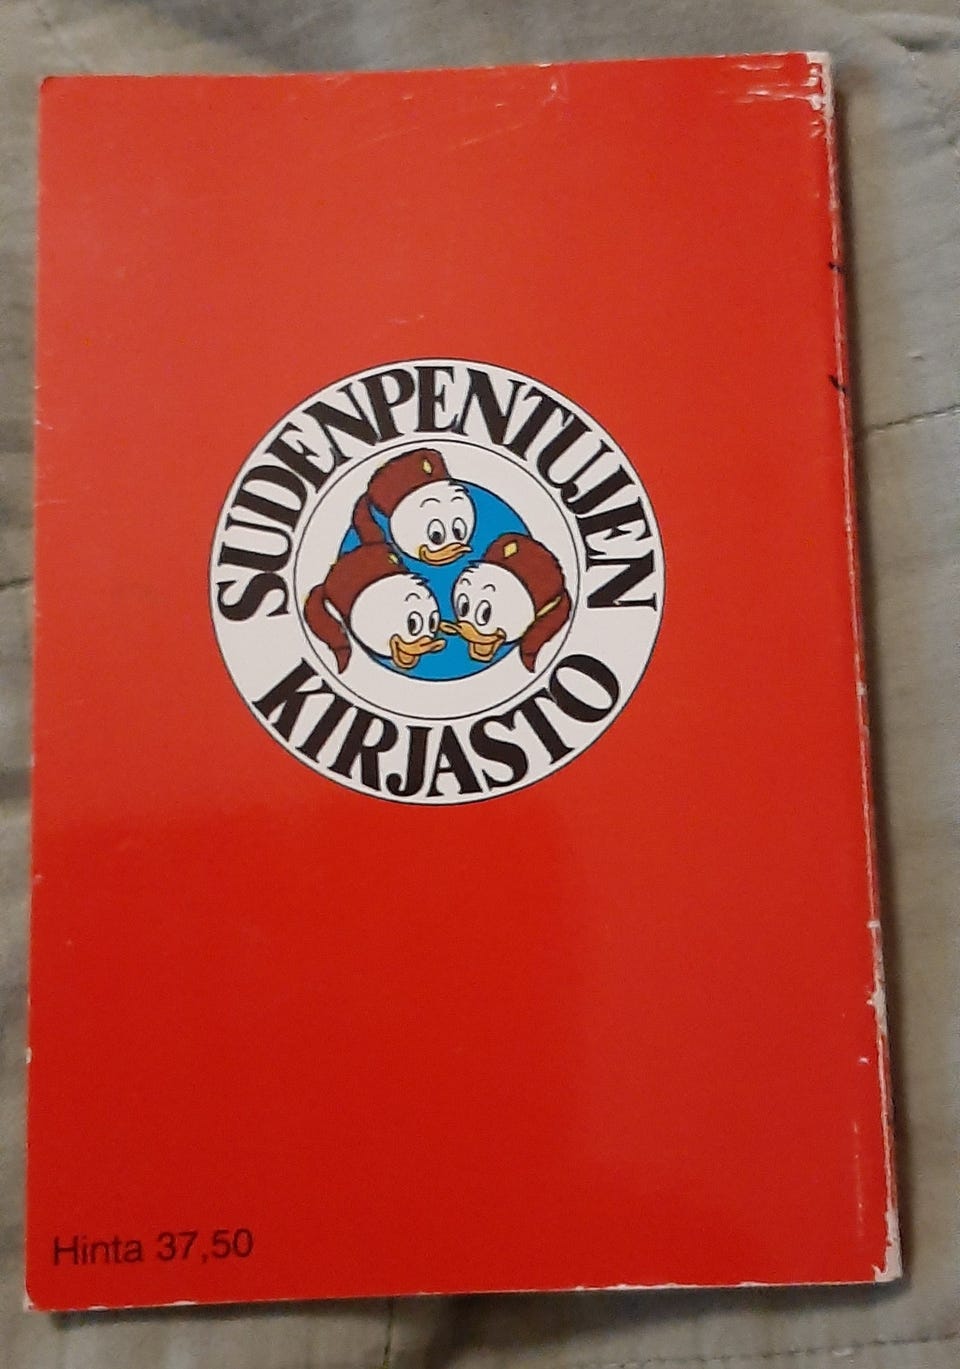 SUDENPENTUJEN
KIRJASTO
Hinta 37,50